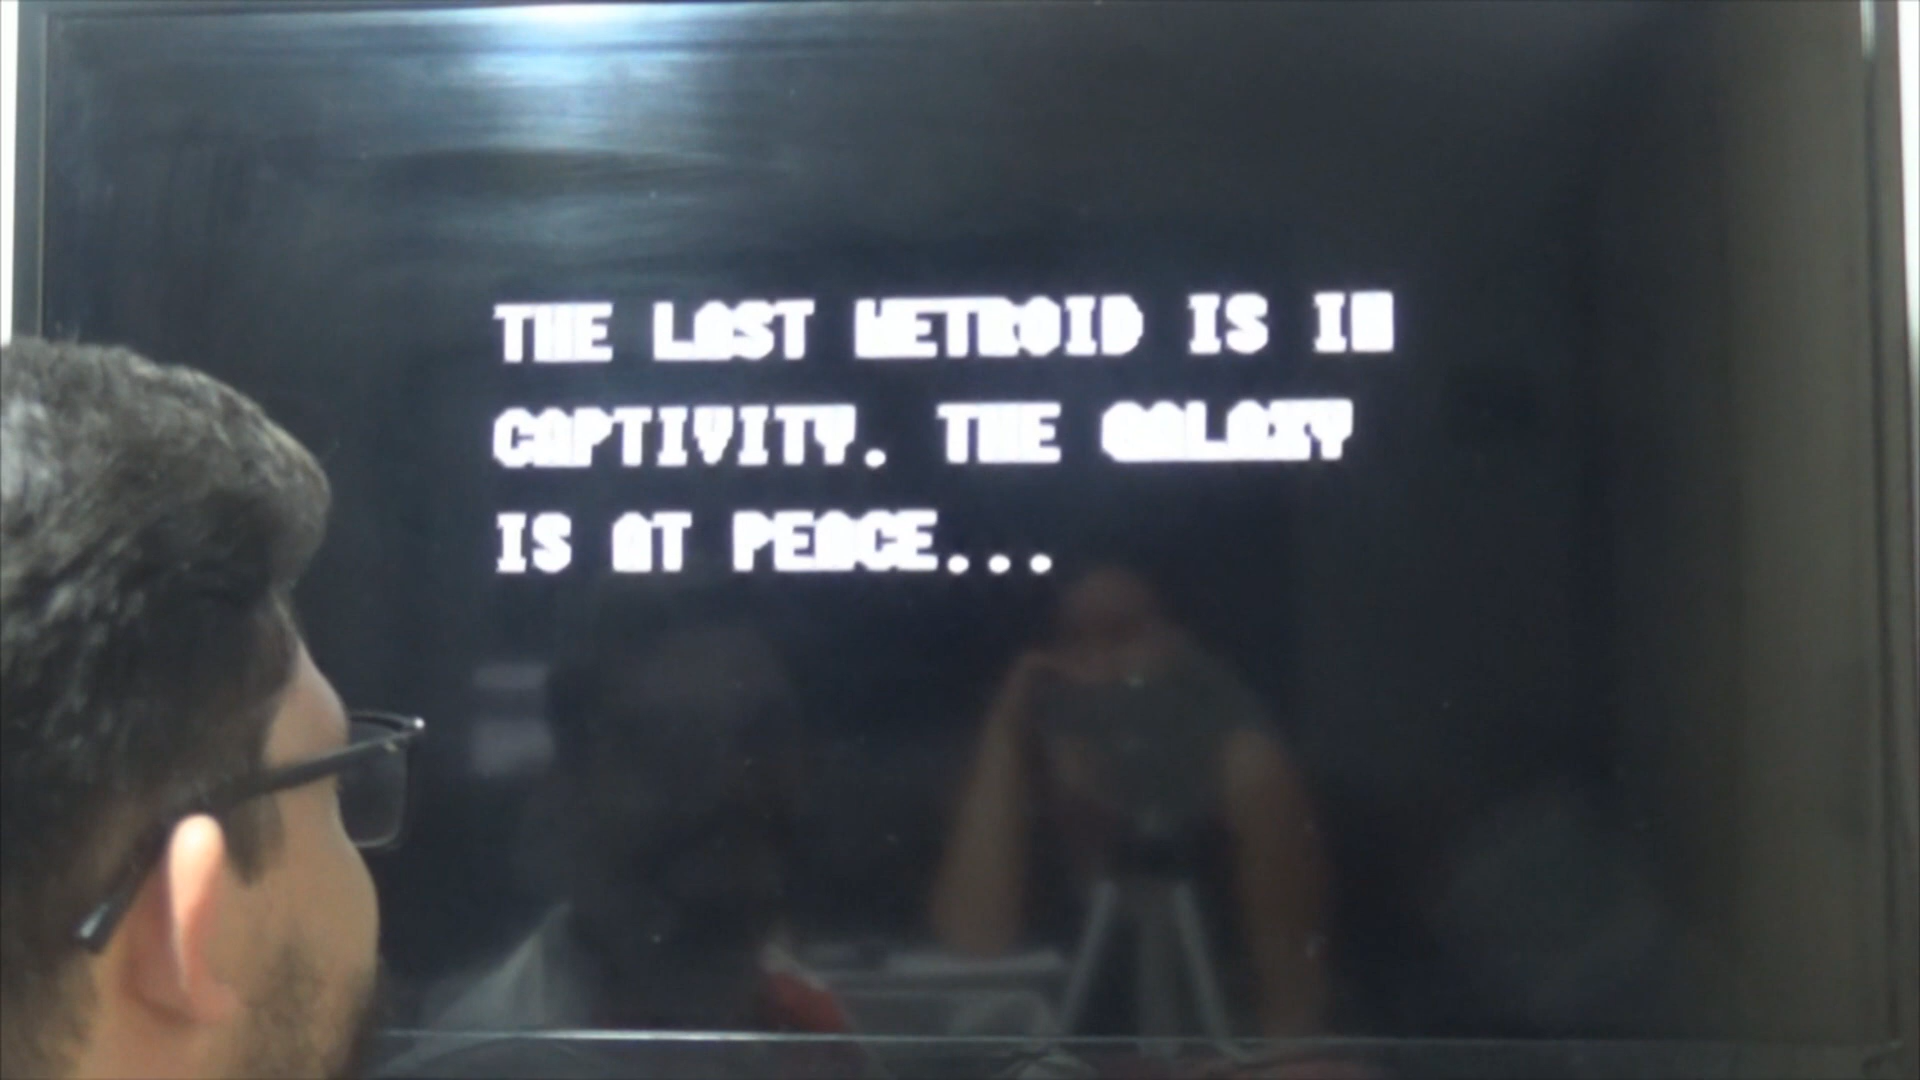 THE LAST METROID IS IN
CAPTIVITY. THE GALAXY
IS AT PEACE...